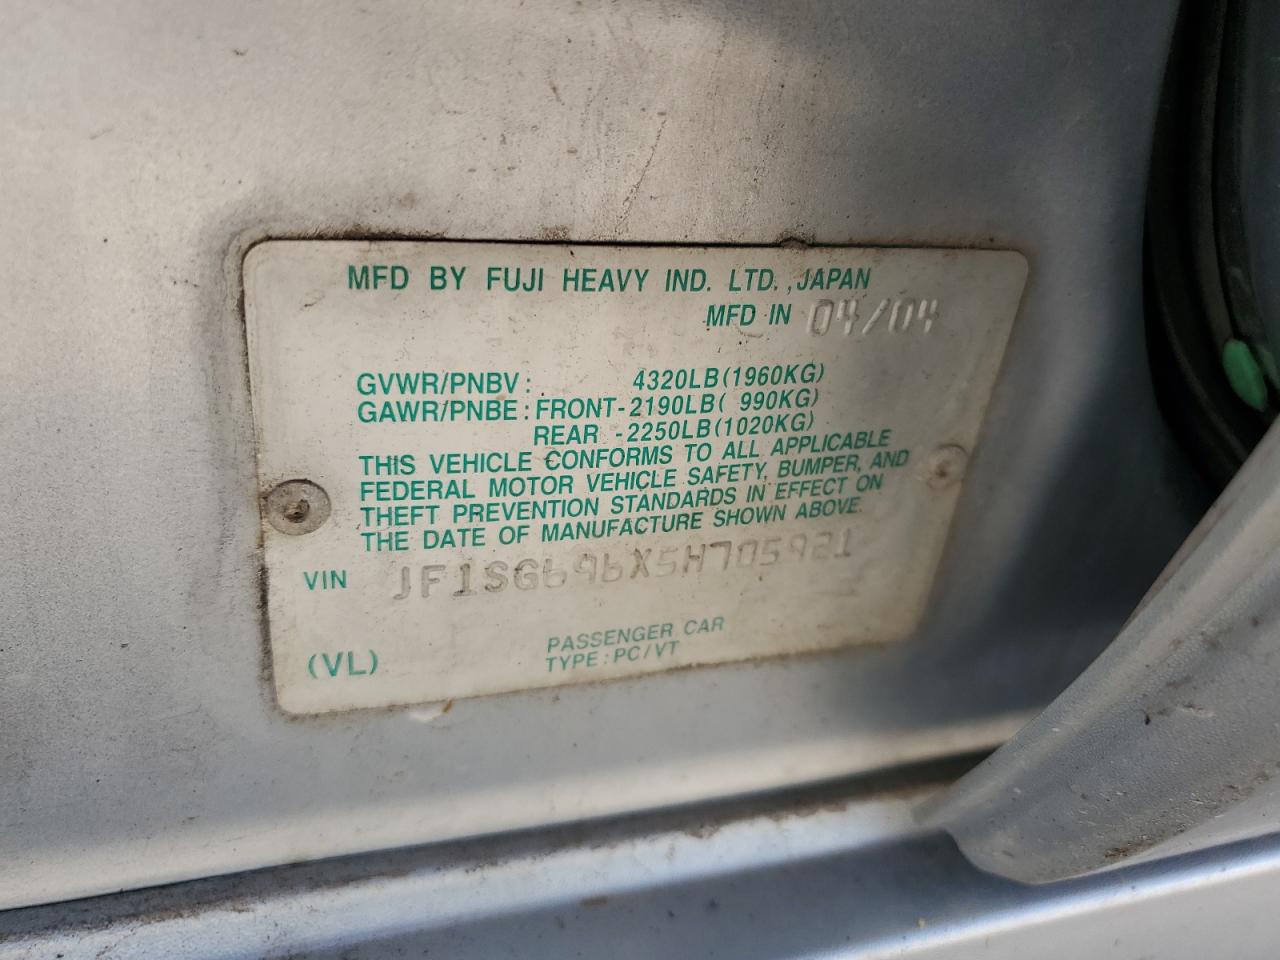 MFD BY FUJI HEAVY IND. LTD. ,JAPAN
MFD IN 04/04
GVWR/PNBV: 4320LB(1960KG)
GAWR/PNBE: FRONT-2190LB( 990KG)
REAR -2250LB(1020KG)
THIS VEHICLE CONFORMS TO ALL APPLICABLE
FEDERAL MOTOR VEHICLE SAFETY, BUMPER, AND
THEFT PREVENTION STANDARDS IN EFFECT ON
THE DATE OF MANUFACTURE SHOWN ABOVE.
VIN JF1SG696X5H705921
PASSENGER CAR
(VL) TYPE:PC/VT